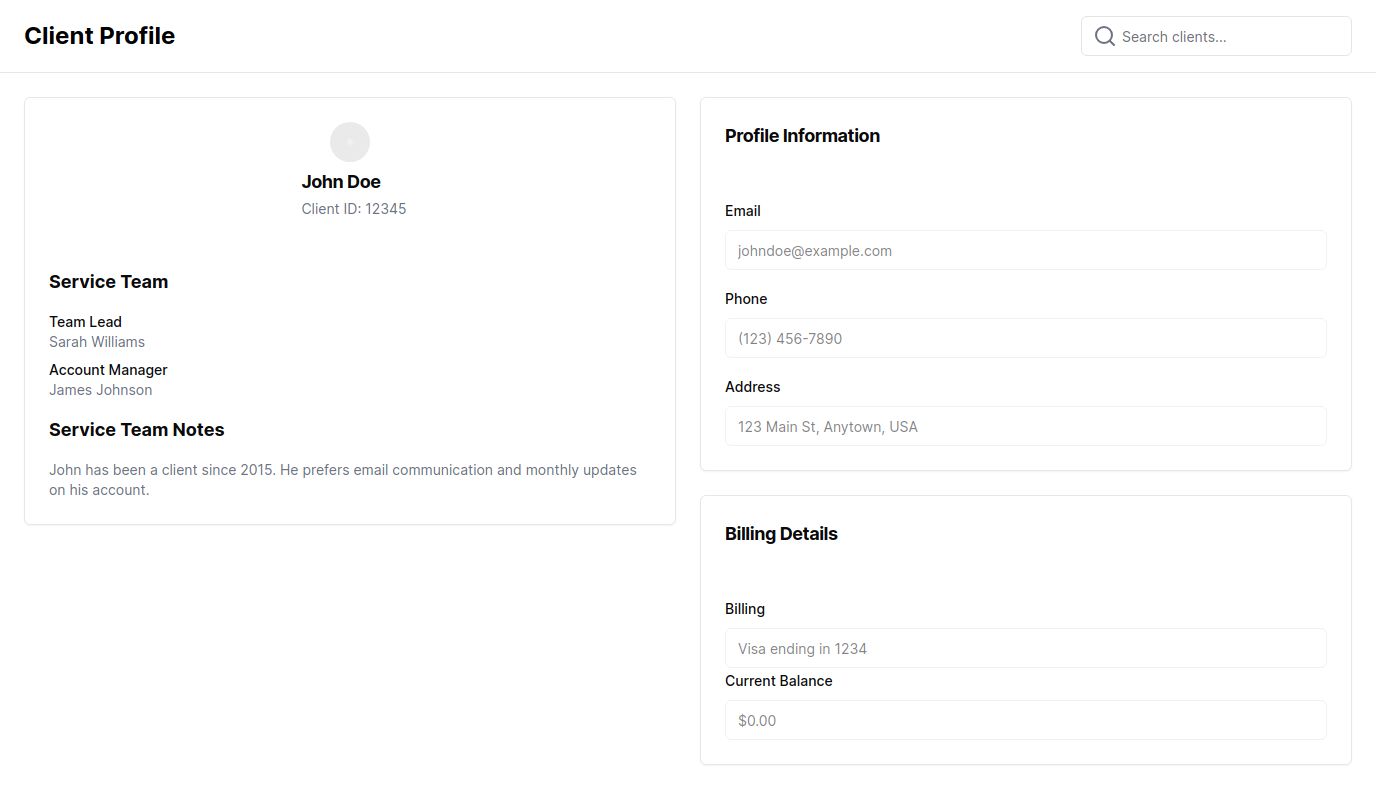 Client Profile
Search clients...
John Doe
Client ID: 12345
Service Team
Team Lead
Sarah Williams
Account Manager
James Johnson
Service Team Notes
John has been a client since 2015. He prefers email communication and monthly updates
on his account.
Profile Information
Email
johndoe@example.com
Phone
(123) 456-7890
Address
123 Main St, Anytown, USA
Billing Details
Billing
Visa ending in 1234
Current Balance
$0.00